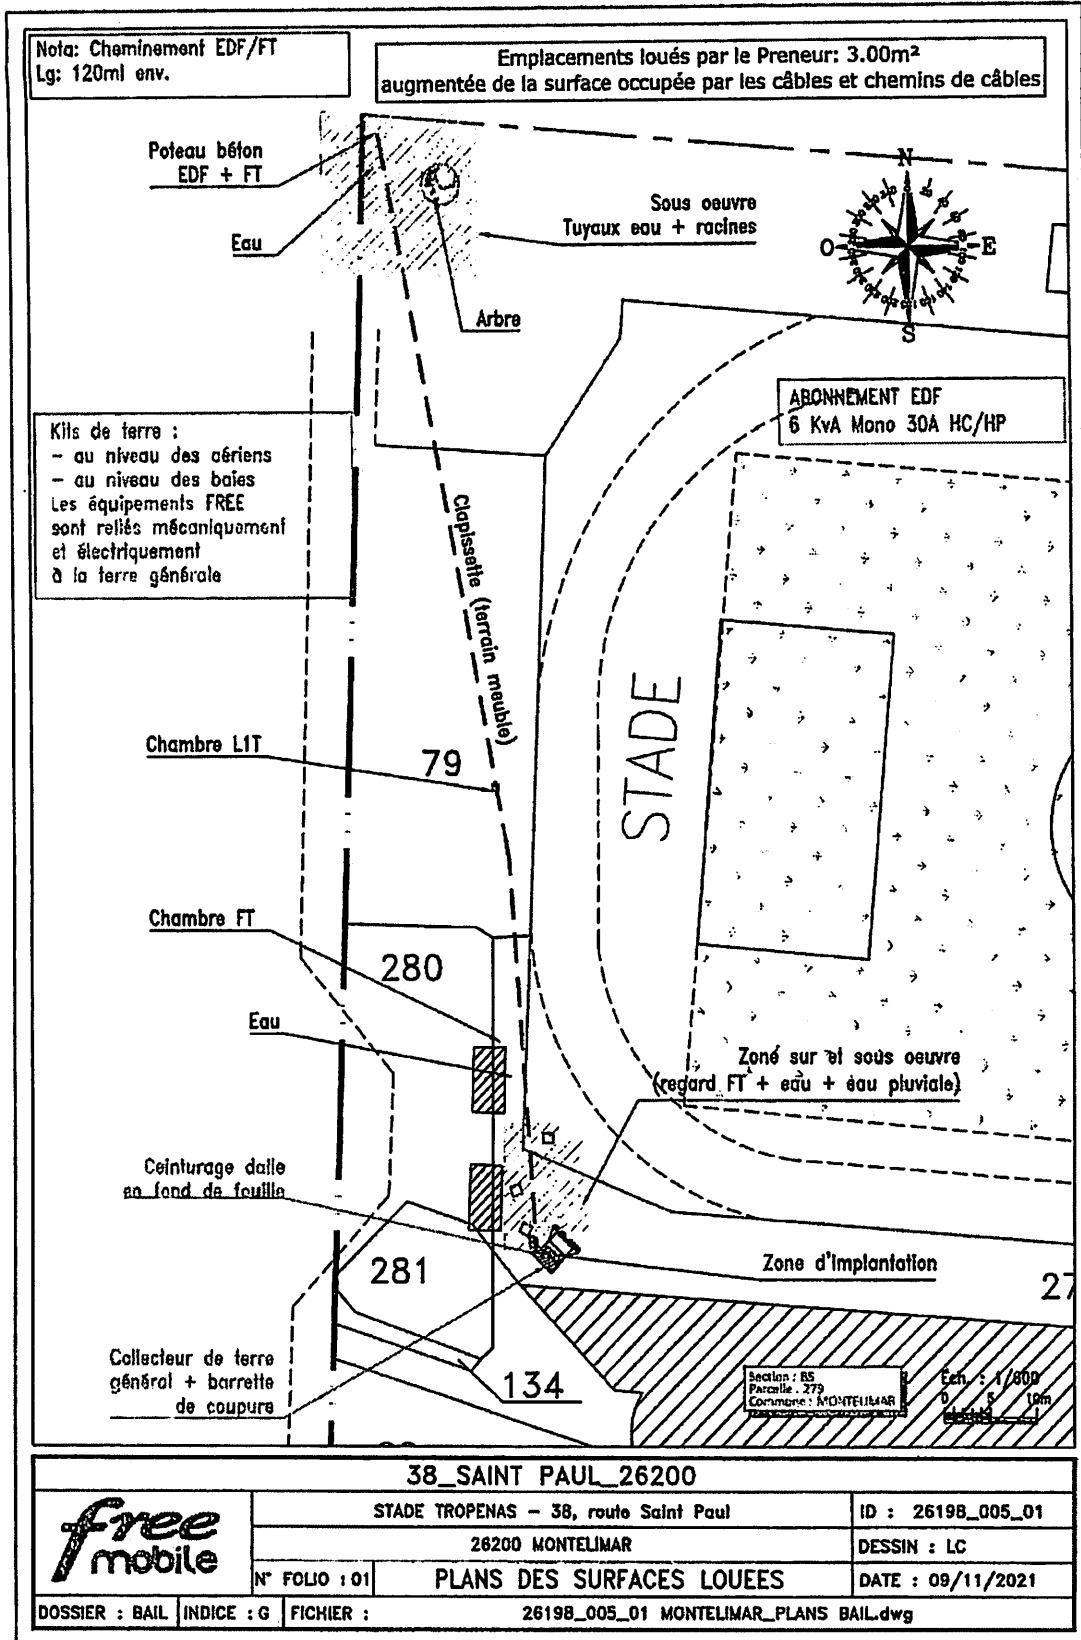 Nota: Cheminement EDF/FT
Lg: 120ml env.
Emplacements loués par le Preneur: 3.00m²
augmentée de la surface occupée par les câbles et chemins de câbles
Poteau béton
EDF + FT
Eau
Sous oeuvre
Tuyaux eau + racines
Arbre
N
O
E
S
ABONNEMENT EDF
6 KvA Mono 30A HC/HP
Kits de terre :
- au niveau des aériens
- au niveau des baies
Les équipements FREE
sont reliés mécaniquement
et électriquement
à la terre générale
Clapissette (terrain meuble)
STADE
Chambre L1T
79
Chambre FT
280
Eau
Zone sur et sous oeuvre
(regard FT + eau + eau pluviale)
Ceinturage dalle
en fond de fouille
281
Zone d'implantation
27
Collecteur de terre
général + barrette
de coupure
134
Section : BS
Parcelle : 279
Commune : MONTELIMAR
Ech. : 1/600
0 5 10m
38_SAINT PAUL_26200
free
mobile
STADE TROPENAS - 38, route Saint Paul
ID : 26198_005_01
26200 MONTELIMAR
DESSIN : LC
N° FOLIO : 01
PLANS DES SURFACES LOUEES
DATE : 09/11/2021
DOSSIER : BAIL
INDICE : G
FICHIER :
26198_005_01 MONTELIMAR_PLANS BAIL.dwg